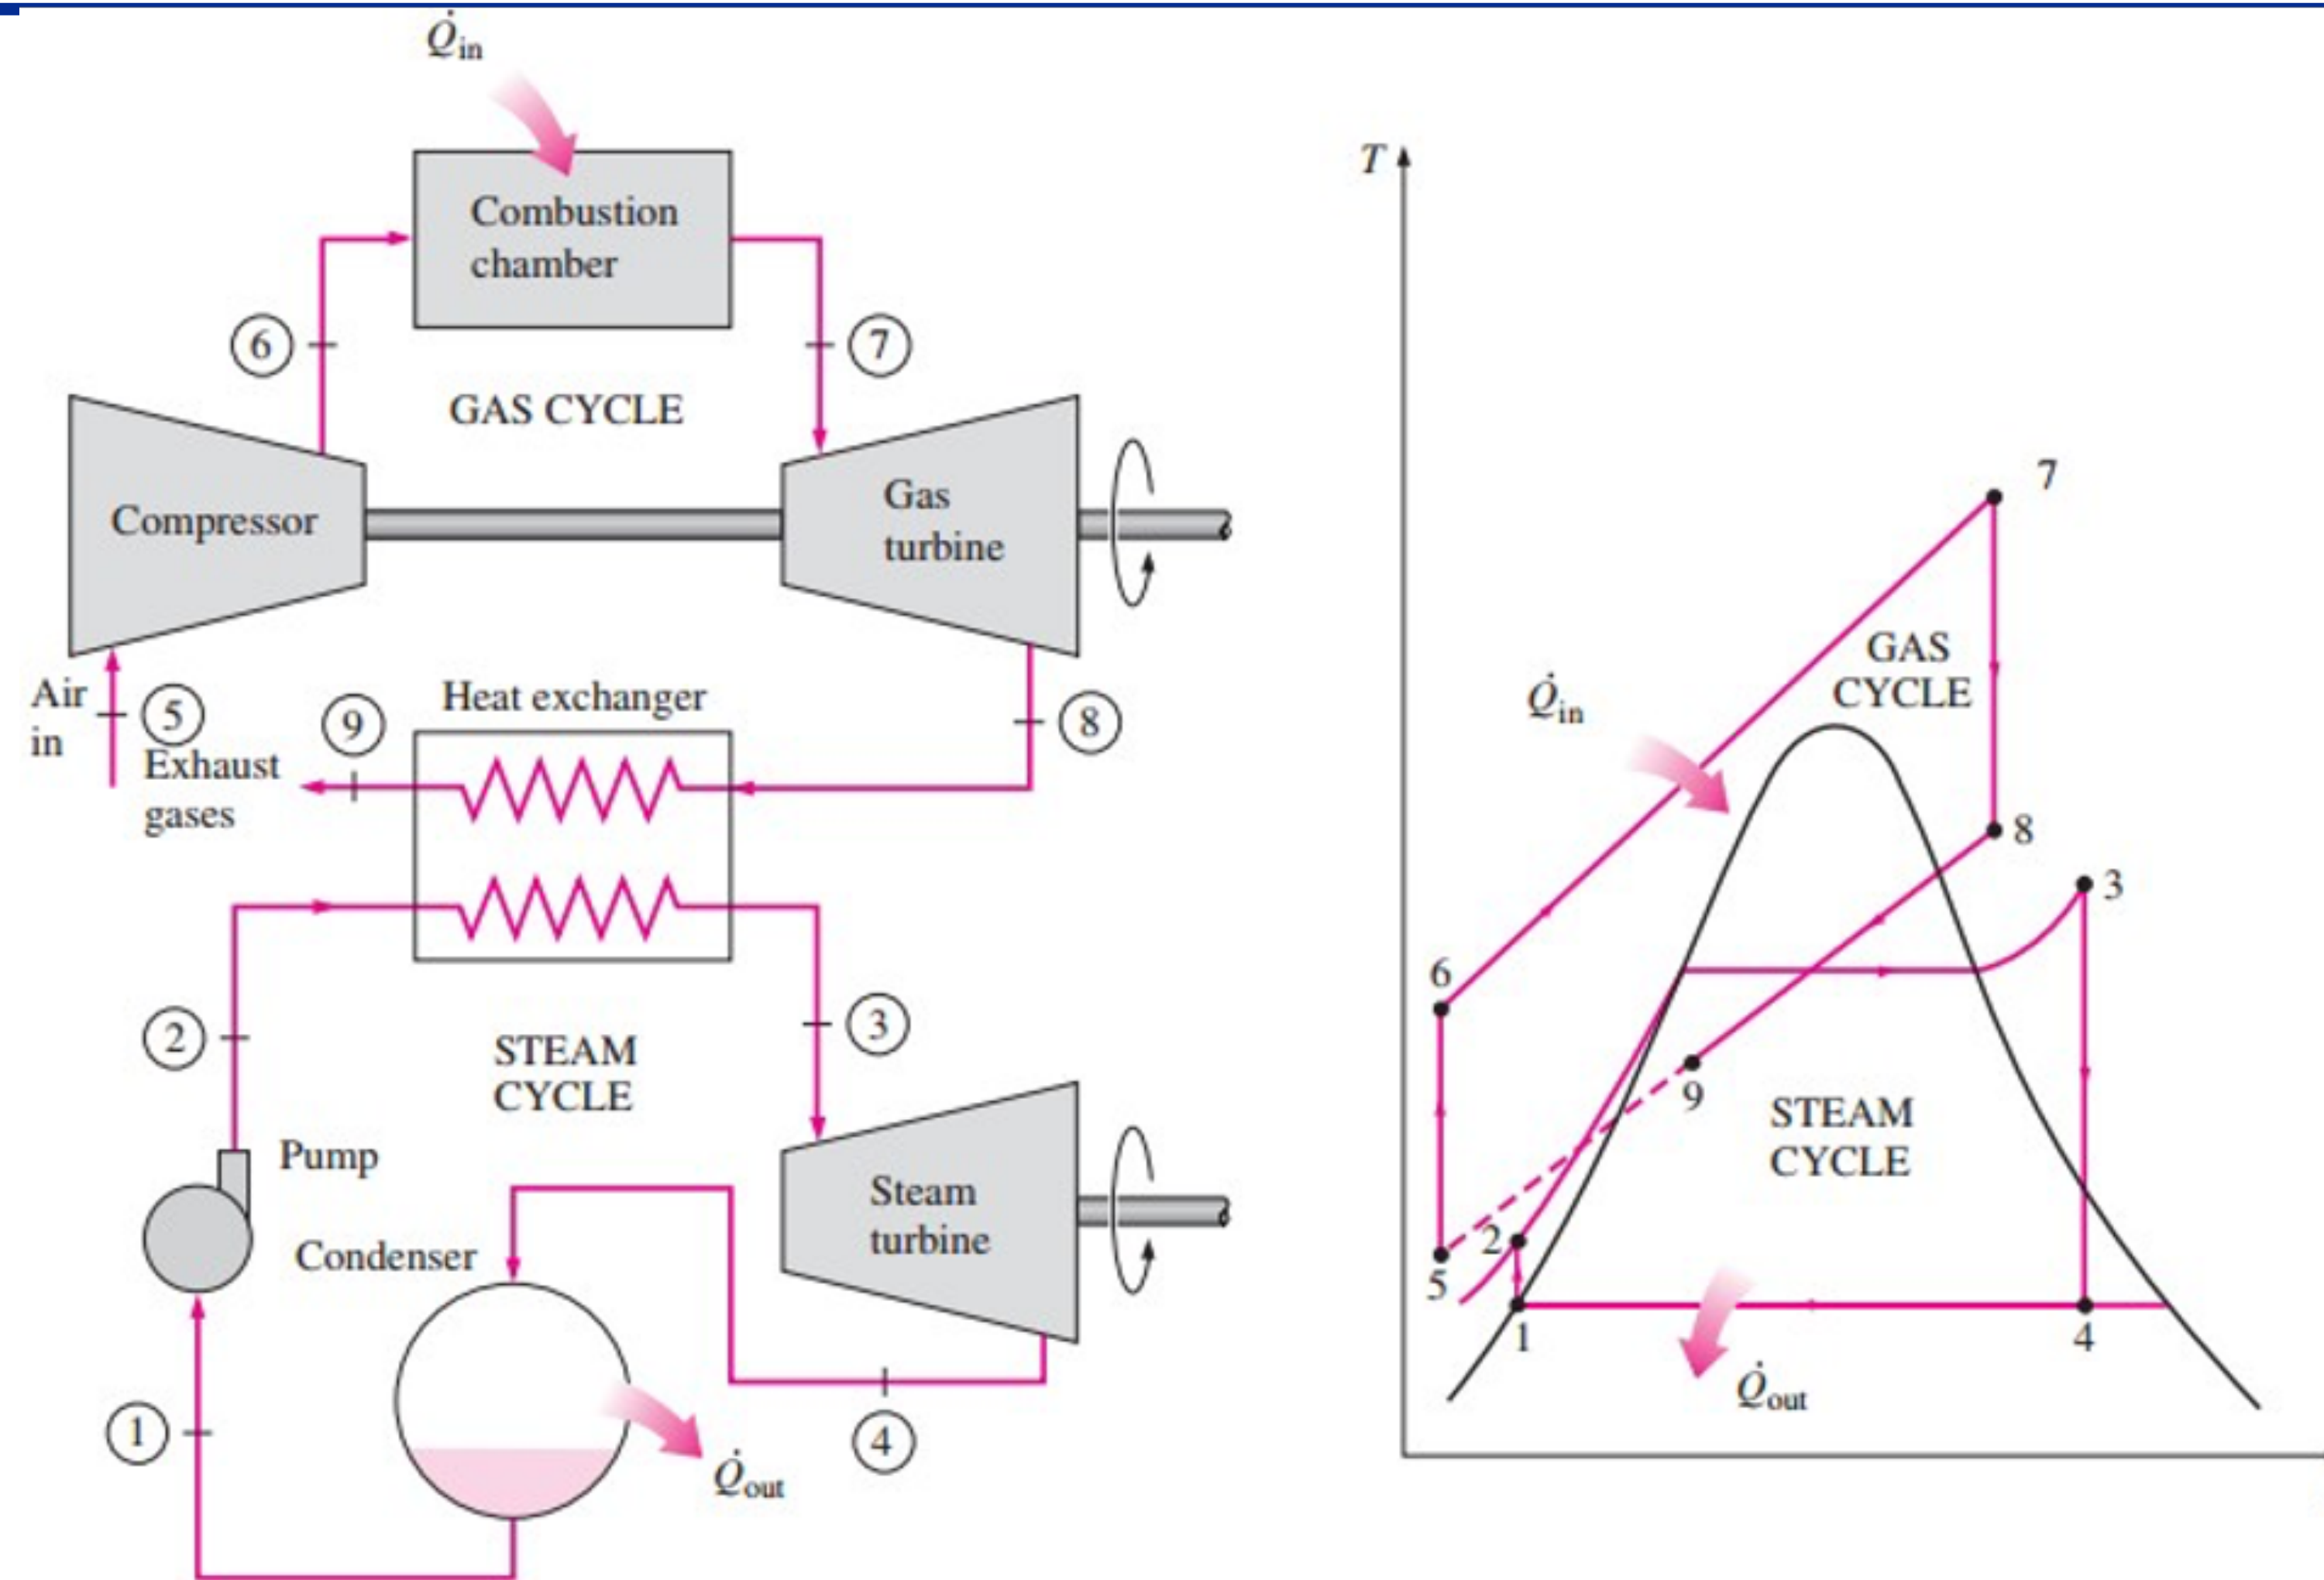 Q̇in
Combustion
chamber
6
7
GAS CYCLE
Compressor
Gas
turbine
Air
in
5
9
Heat exchanger
8
Exhaust
gases
2
3
STEAM
CYCLE
Pump
Condenser
Steam
turbine
1
4
Q̇out
T
7
GAS
CYCLE
Q̇in
8
3
6
9
STEAM
CYCLE
2
5
1
4
Q̇out